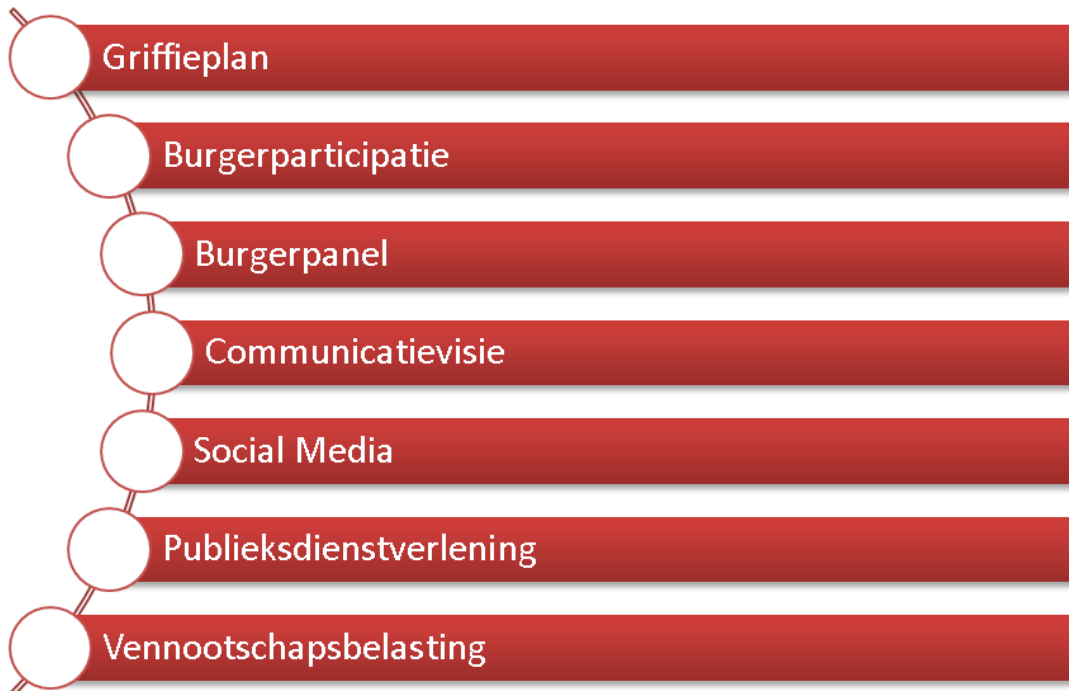 Griffieplan
Burgerparticipatie
Burgerpanel
Communicatievisie
Social Media
Publieksdienstverlening
Vennootschapsbelasting